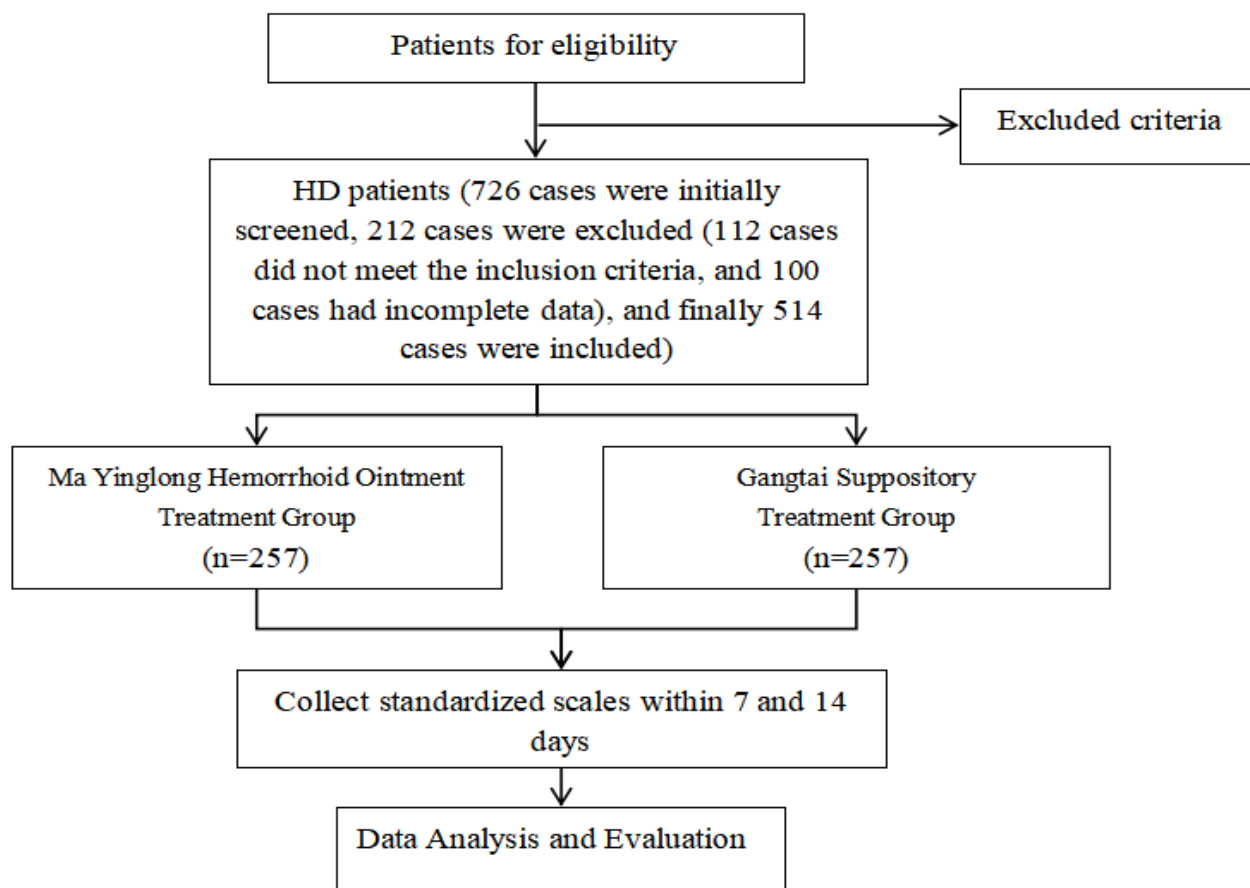 Patients for eligibility
Excluded criteria
HD patients (726 cases were initially
screened, 212 cases were excluded (112 cases
did not meet the inclusion criteria, and 100
cases had incomplete data), and finally 514
cases were included)
Ma Yinglong Hemorrhoid Ointment
Treatment Group
(n=257)
Gangtai Suppository
Treatment Group
(n=257)
Collect standardized scales within 7 and 14
days
Data Analysis and Evaluation